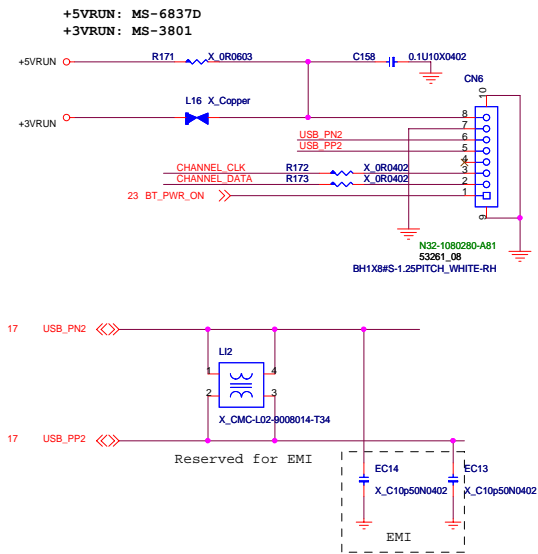 +5VRUN: MS-6837D
+3VRUN: MS-3801
+5VRUN
R171
X_0R0603
C158
0.1U10X0402
CN6
L16 X_Copper
+3VRUN
10
8
7
6
5
4
3
2
1
9
USB_PN2
USB_PP2
CHANNEL_CLK
R172
X_0R0402
CHANNEL_DATA
R173
X_0R0402
23 BT_PWR_ON
N32-1080280-A81
53261_08
BH1X8#S-1.25PITCH_WHITE-RH
17 USB_PN2
LI2
1
4
2
3
X_CMC-L02-9008014-T34
17 USB_PP2
Reserved for EMI
EC14
X_C10p50N0402
EC13
X_C10p50N0402
EMI